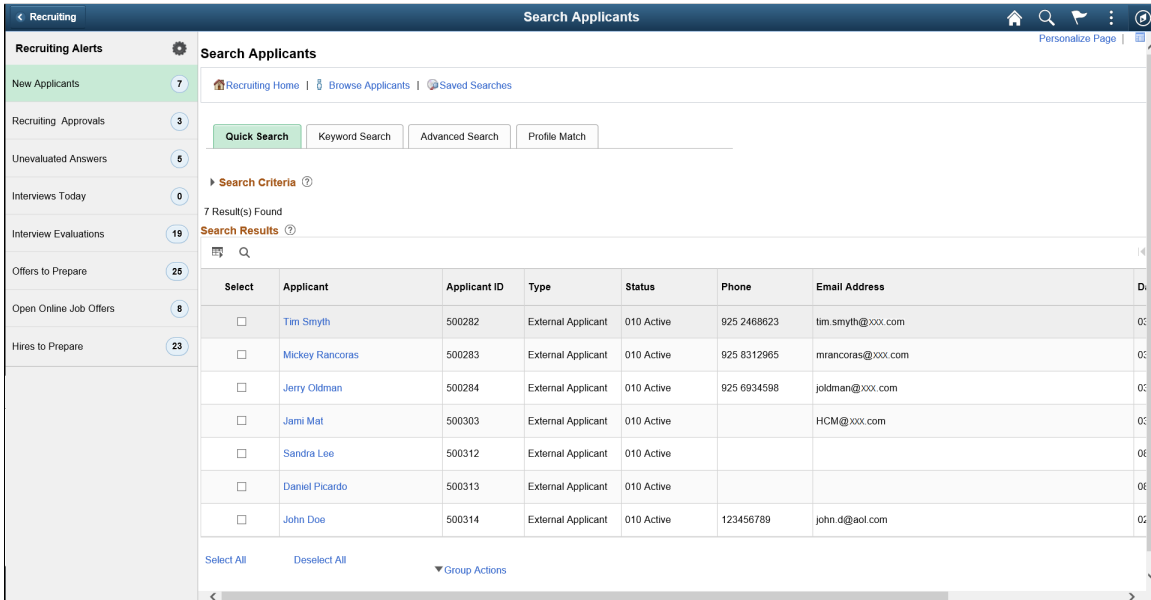 Recruiting
Search Applicants
Personalize Page |
Recruiting Alerts
New Applicants 7
Recruiting Approvals 3
Unevaluated Answers 5
Interviews Today 0
Interview Evaluations 19
Offers to Prepare 25
Open Online Job Offers 8
Hires to Prepare 23
Search Applicants
Recruiting Home | Browse Applicants | Saved Searches
Quick Search Keyword Search Advanced Search Profile Match
Search Criteria
7 Result(s) Found
Search Results
Select Applicant Applicant ID Type Status Phone Email Address
Tim Smyth 500282 External Applicant 010 Active 925 2468623 tim.smyth@xxx.com 03
Mickey Rancoras 500283 External Applicant 010 Active 925 8312965 mrancoras@xxx.com 03
Jerry Oldman 500284 External Applicant 010 Active 925 6934598 joldman@xxx.com 03
Jami Mat 500303 External Applicant 010 Active HCM@xxx.com 03
Sandra Lee 500312 External Applicant 010 Active 08
Daniel Picardo 500313 External Applicant 010 Active 08
John Doe 500314 External Applicant 010 Active 123456789 john.d@aol.com 02
Select All Deselect All
Group Actions